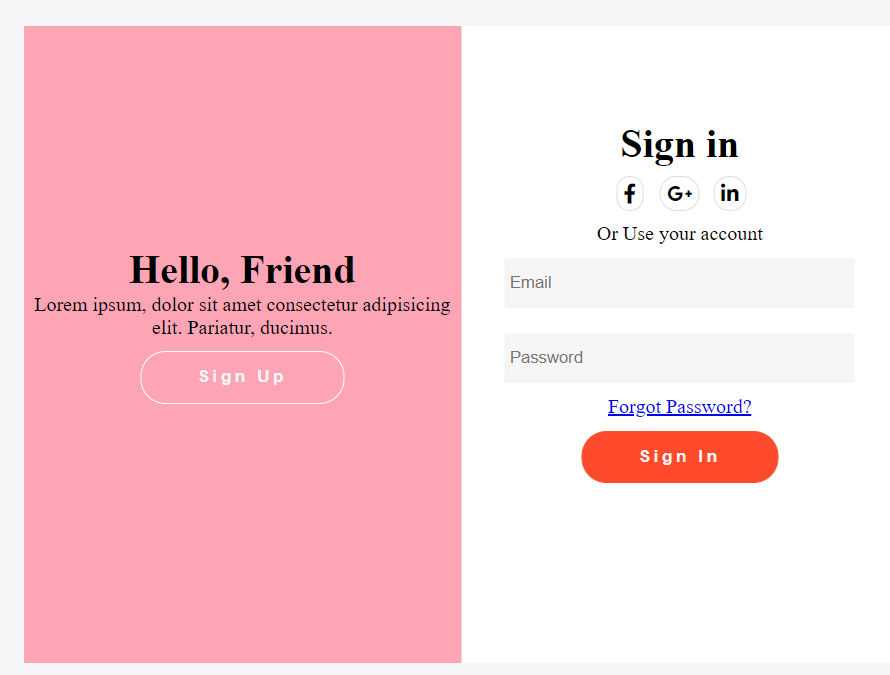 Hello, Friend
Lorem ipsum, dolor sit amet consectetur adipisicing
elit. Pariatur, ducimus.
Sign Up
Sign in
f G+ in
Or Use your account
Email
Password
Forgot Password?
Sign In